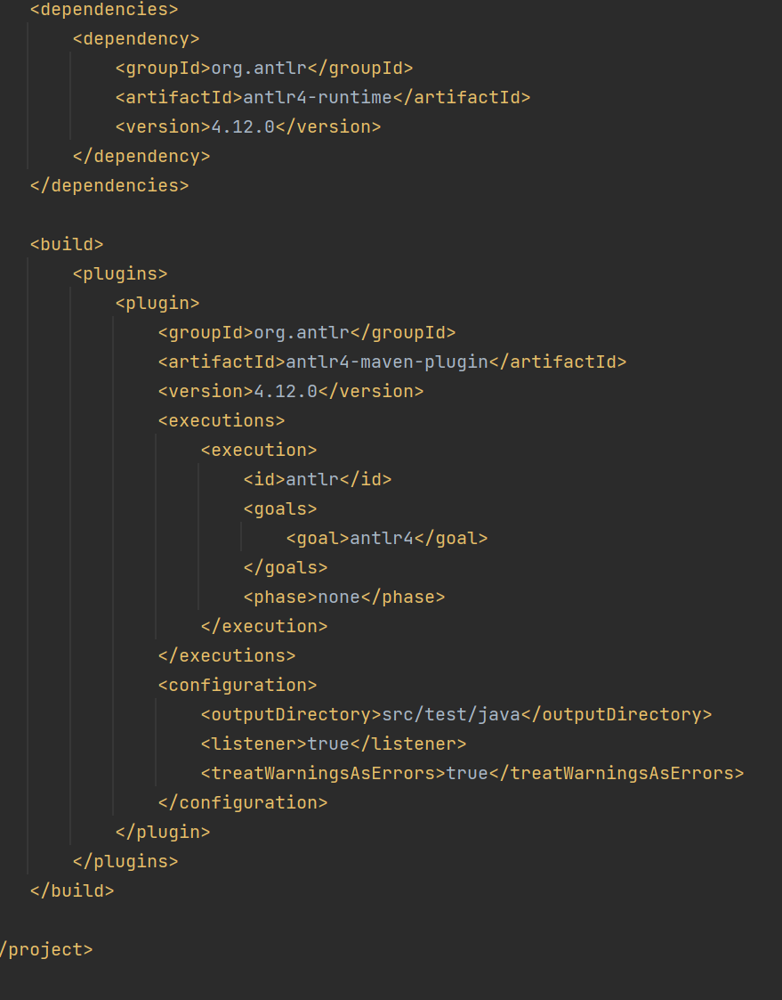 <dependencies>
<dependency>
<groupId>org.antlr</groupId>
<artifactId>antlr4-runtime</artifactId>
<version>4.12.0</version>
</dependency>
</dependencies>
<build>
<plugins>
<plugin>
<groupId>org.antlr</groupId>
<artifactId>antlr4-maven-plugin</artifactId>
<version>4.12.0</version>
<executions>
<execution>
<id>antlr</id>
<goals>
<goal>antlr4</goal>
</goals>
<phase>none</phase>
</execution>
</executions>
<configuration>
<outputDirectory>src/test/java</outputDirectory>
<listener>true</listener>
<treatWarningsAsErrors>true</treatWarningsAsErrors>
</configuration>
</plugin>
</plugins>
</build>
/project>